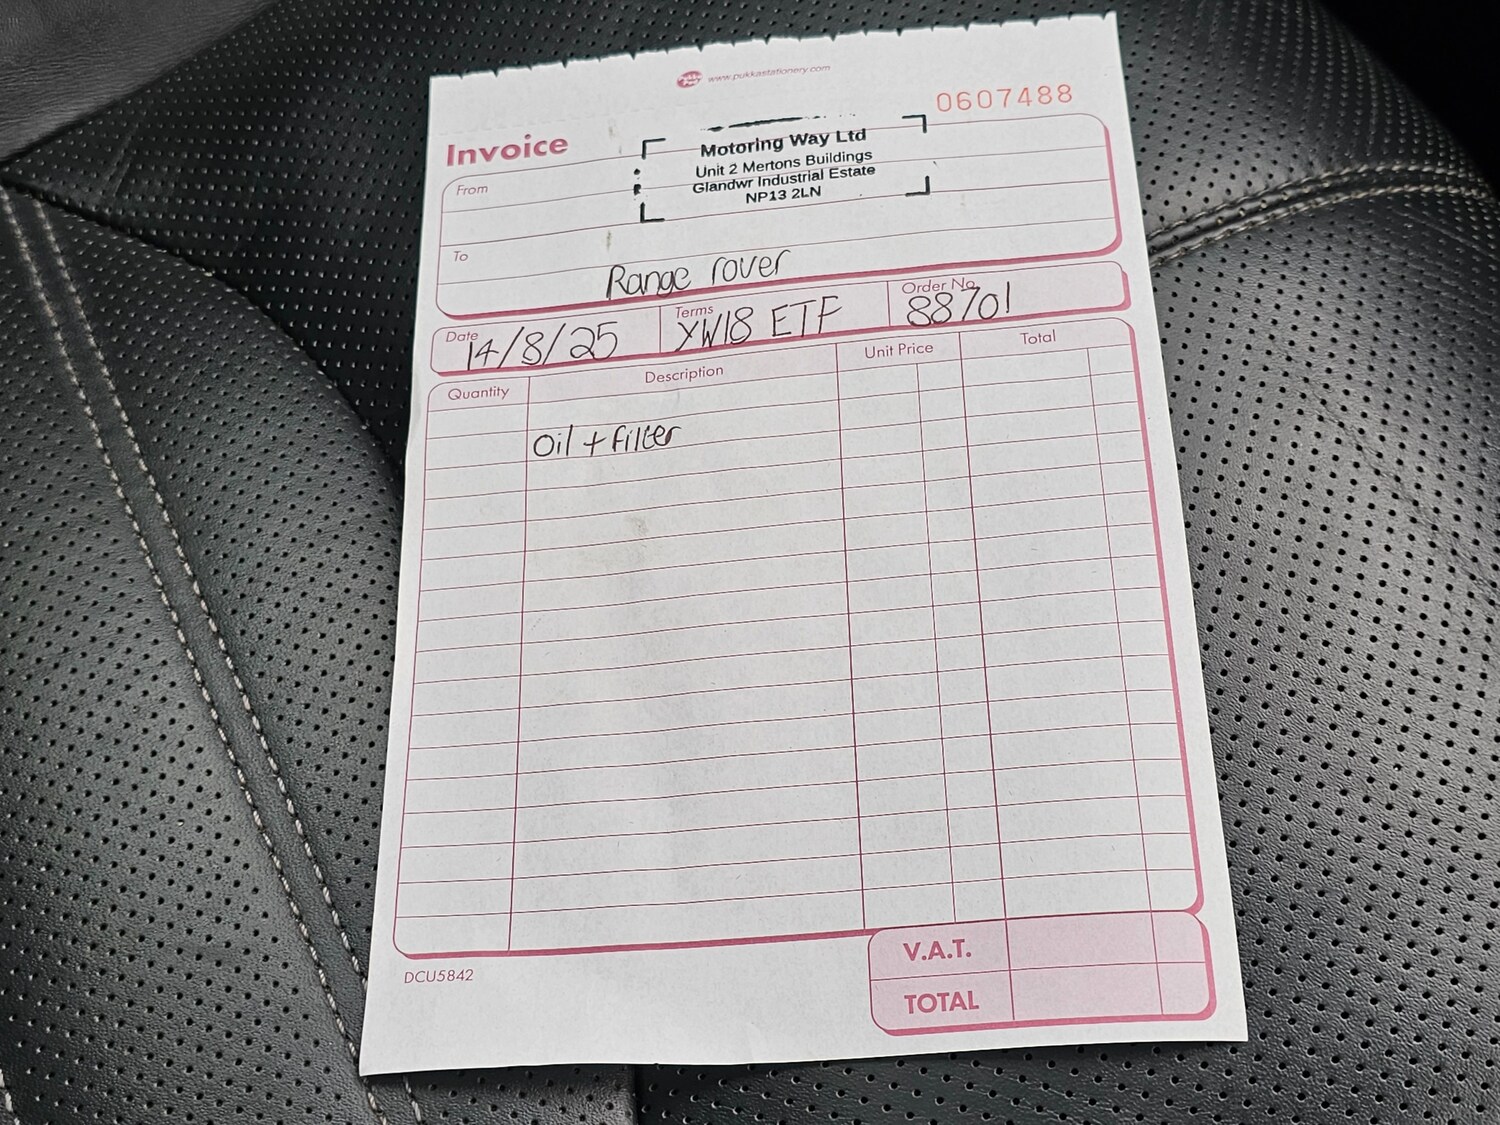 www.pukkastationery.com
0607488
Invoice
Motoring Way Ltd
Unit 2 Mertons Buildings
Glandwr Industrial Estate
NP13 2LN
From
To
Range rover
Date
14/8/25
Terms
YW18 ETF
Order No.
88701
Quantity
Description
Unit Price
Total
Oil + filter
V.A.T.
TOTAL
DCU5842